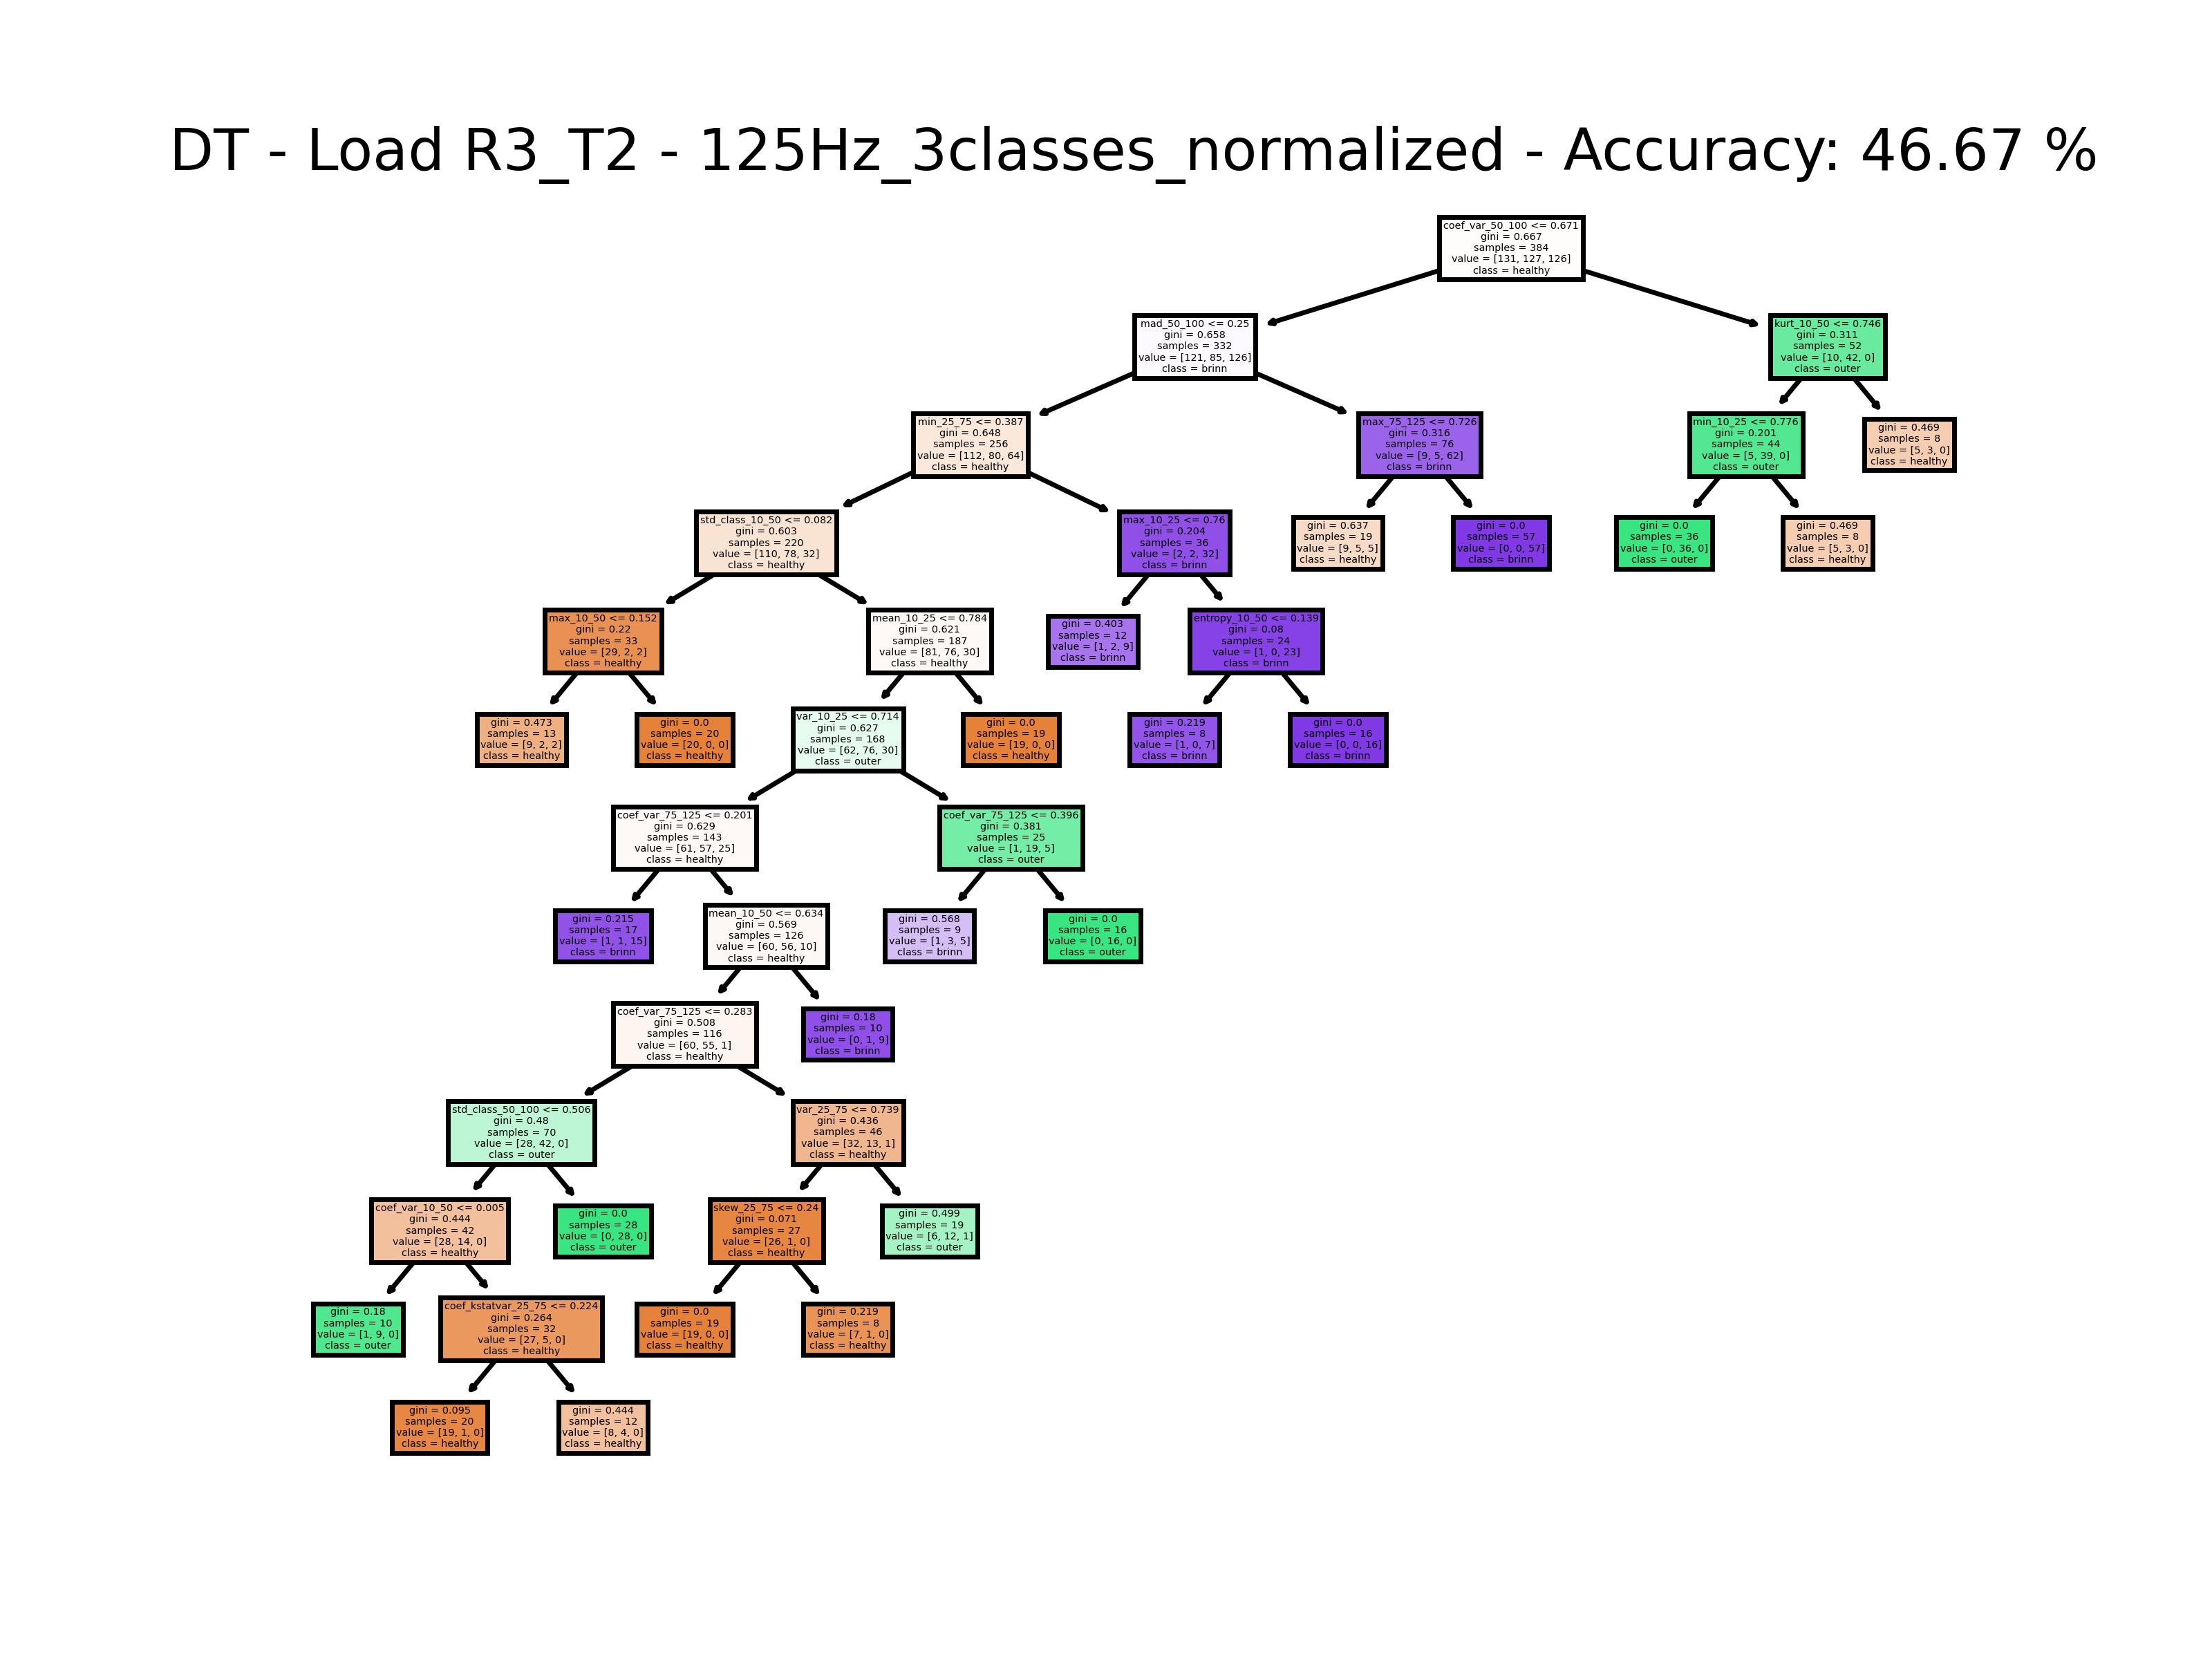 DT - Load R3_T2 - 125Hz_3classes_normalized - Accuracy: 46.67 %
coef_var_50_100 <= 0.671
gini = 0.667
samples = 384
value = [131, 127, 126]
class = healthy
mad_50_100 <= 0.25
gini = 0.658
samples = 332
value = [121, 85, 126]
class = brinn
kurt_10_50 <= 0.746
gini = 0.311
samples = 52
value = [10, 42, 0]
class = outer
min_25_75 <= 0.387
gini = 0.648
samples = 256
value = [112, 80, 64]
class = healthy
max_75_125 <= 0.726
gini = 0.316
samples = 76
value = [9, 5, 62]
class = brinn
min_10_25 <= 0.776
gini = 0.201
samples = 44
value = [5, 39, 0]
class = outer
gini = 0.469
samples = 8
value = [5, 3, 0]
class = healthy
std_class_10_50 <= 0.082
gini = 0.603
samples = 220
value = [110, 78, 32]
class = healthy
max_10_25 <= 0.76
gini = 0.204
samples = 36
value = [2, 2, 32]
class = brinn
gini = 0.637
samples = 19
value = [9, 5, 5]
class = healthy
gini = 0.0
samples = 57
value = [0, 0, 57]
class = brinn
gini = 0.0
samples = 36
value = [0, 36, 0]
class = outer
gini = 0.469
samples = 8
value = [5, 3, 0]
class = healthy
max_10_50 <= 0.152
gini = 0.22
samples = 33
value = [29, 2, 2]
class = healthy
mean_10_25 <= 0.784
gini = 0.621
samples = 187
value = [81, 76, 30]
class = healthy
gini = 0.403
samples = 12
value = [1, 2, 9]
class = brinn
entropy_10_50 <= 0.139
gini = 0.08
samples = 24
value = [1, 0, 23]
class = brinn
gini = 0.473
samples = 13
value = [9, 2, 2]
class = healthy
gini = 0.0
samples = 20
value = [20, 0, 0]
class = healthy
var_10_25 <= 0.714
gini = 0.627
samples = 168
value = [62, 76, 30]
class = outer
gini = 0.0
samples = 19
value = [19, 0, 0]
class = healthy
gini = 0.219
samples = 8
value = [1, 0, 7]
class = brinn
gini = 0.0
samples = 16
value = [0, 0, 16]
class = brinn
coef_var_75_125 <= 0.201
gini = 0.629
samples = 143
value = [61, 57, 25]
class = healthy
coef_var_75_125 <= 0.396
gini = 0.381
samples = 25
value = [1, 19, 5]
class = outer
gini = 0.215
samples = 17
value = [1, 1, 15]
class = brinn
mean_10_50 <= 0.634
gini = 0.569
samples = 126
value = [60, 56, 10]
class = healthy
gini = 0.568
samples = 9
value = [1, 3, 5]
class = brinn
gini = 0.0
samples = 16
value = [0, 16, 0]
class = outer
coef_var_75_125 <= 0.283
gini = 0.508
samples = 116
value = [60, 55, 1]
class = healthy
gini = 0.18
samples = 10
value = [0, 1, 9]
class = brinn
std_class_50_100 <= 0.506
gini = 0.48
samples = 70
value = [28, 42, 0]
class = outer
var_25_75 <= 0.739
gini = 0.436
samples = 46
value = [32, 13, 1]
class = healthy
coef_var_10_50 <= 0.005
gini = 0.444
samples = 42
value = [28, 14, 0]
class = healthy
gini = 0.0
samples = 28
value = [0, 28, 0]
class = outer
skew_25_75 <= 0.24
gini = 0.071
samples = 27
value = [26, 1, 0]
class = healthy
gini = 0.499
samples = 19
value = [6, 12, 1]
class = outer
gini = 0.18
samples = 10
value = [1, 9, 0]
class = outer
coef_kstatvar_25_75 <= 0.224
gini = 0.264
samples = 32
value = [27, 5, 0]
class = healthy
gini = 0.0
samples = 19
value = [19, 0, 0]
class = healthy
gini = 0.219
samples = 8
value = [7, 1, 0]
class = healthy
gini = 0.095
samples = 20
value = [19, 1, 0]
class = healthy
gini = 0.444
samples = 12
value = [8, 4, 0]
class = healthy